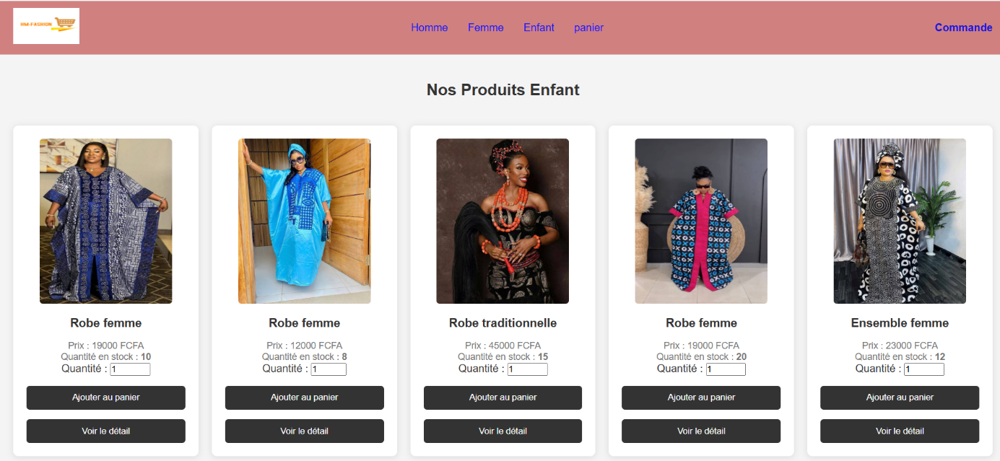 HM-FASHION
Homme Femme Enfant panier Commande
Nos Produits Enfant
Robe femme
Prix : 19000 FCFA
Quantité en stock : 10
Quantité : 1
Ajouter au panier
Voir le détail
Robe femme
Prix : 12000 FCFA
Quantité en stock : 8
Quantité : 1
Ajouter au panier
Voir le détail
Robe traditionnelle
Prix : 45000 FCFA
Quantité en stock : 15
Quantité : 1
Ajouter au panier
Voir le détail
Robe femme
Prix : 19000 FCFA
Quantité en stock : 20
Quantité : 1
Ajouter au panier
Voir le détail
Ensemble femme
Prix : 23000 FCFA
Quantité en stock : 12
Quantité : 1
Ajouter au panier
Voir le détail